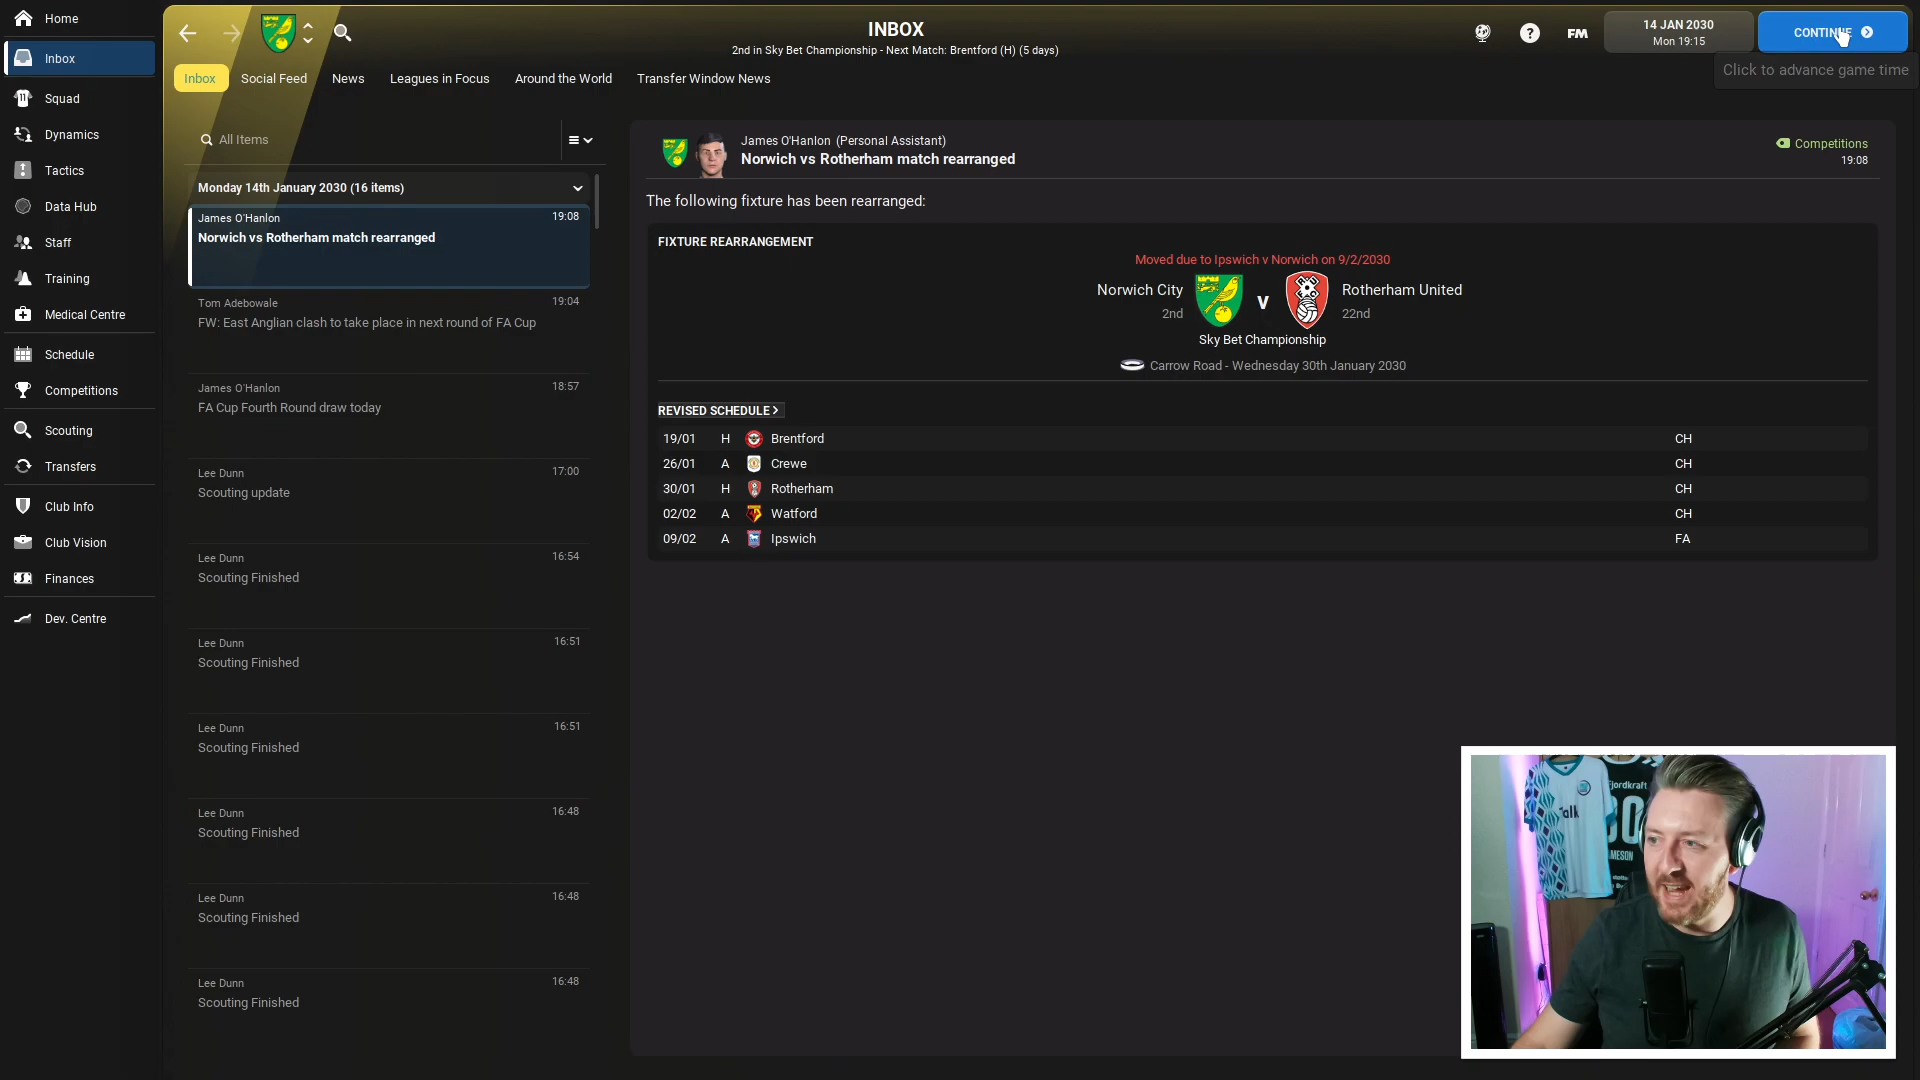 Home
Inbox
Squad
Dynamics
Tactics
Data Hub
Staff
Training
Medical Centre
Schedule
Competitions
Scouting
Transfers
Club Info
Club Vision
Finances
Dev. Centre
INBOX
2nd in Sky Bet Championship - Next Match: Brentford (H) (5 days)
FM
14 JAN 2030
Mon 19:15
CONTINUE
Click to advance game time
Inbox
Social Feed
News
Leagues in Focus
Around the World
Transfer Window News
All Items
Monday 14th January 2030 (16 items)
James O'Hanlon 19:08
Norwich vs Rotherham match rearranged
Tom Adebowale 19:04
FW: East Anglian clash to take place in next round of FA Cup
James O'Hanlon 18:57
FA Cup Fourth Round draw today
Lee Dunn 17:00
Scouting update
Lee Dunn 16:54
Scouting Finished
Lee Dunn 16:51
Scouting Finished
Lee Dunn 16:51
Scouting Finished
Lee Dunn 16:48
Scouting Finished
Lee Dunn 16:48
Scouting Finished
Lee Dunn 16:48
Scouting Finished
James O'Hanlon (Personal Assistant)
Norwich vs Rotherham match rearranged
Competitions
19:08
The following fixture has been rearranged:
FIXTURE REARRANGEMENT
Moved due to Ipswich v Norwich on 9/2/2030
Norwich City V Rotherham United
2nd 22nd
Sky Bet Championship
Carrow Road - Wednesday 30th January 2030
REVISED SCHEDULE >
19/01 H Brentford CH
26/01 A Crewe CH
30/01 H Rotherham CH
02/02 A Watford CH
09/02 A Ipswich FA
fjordkraft
Talk